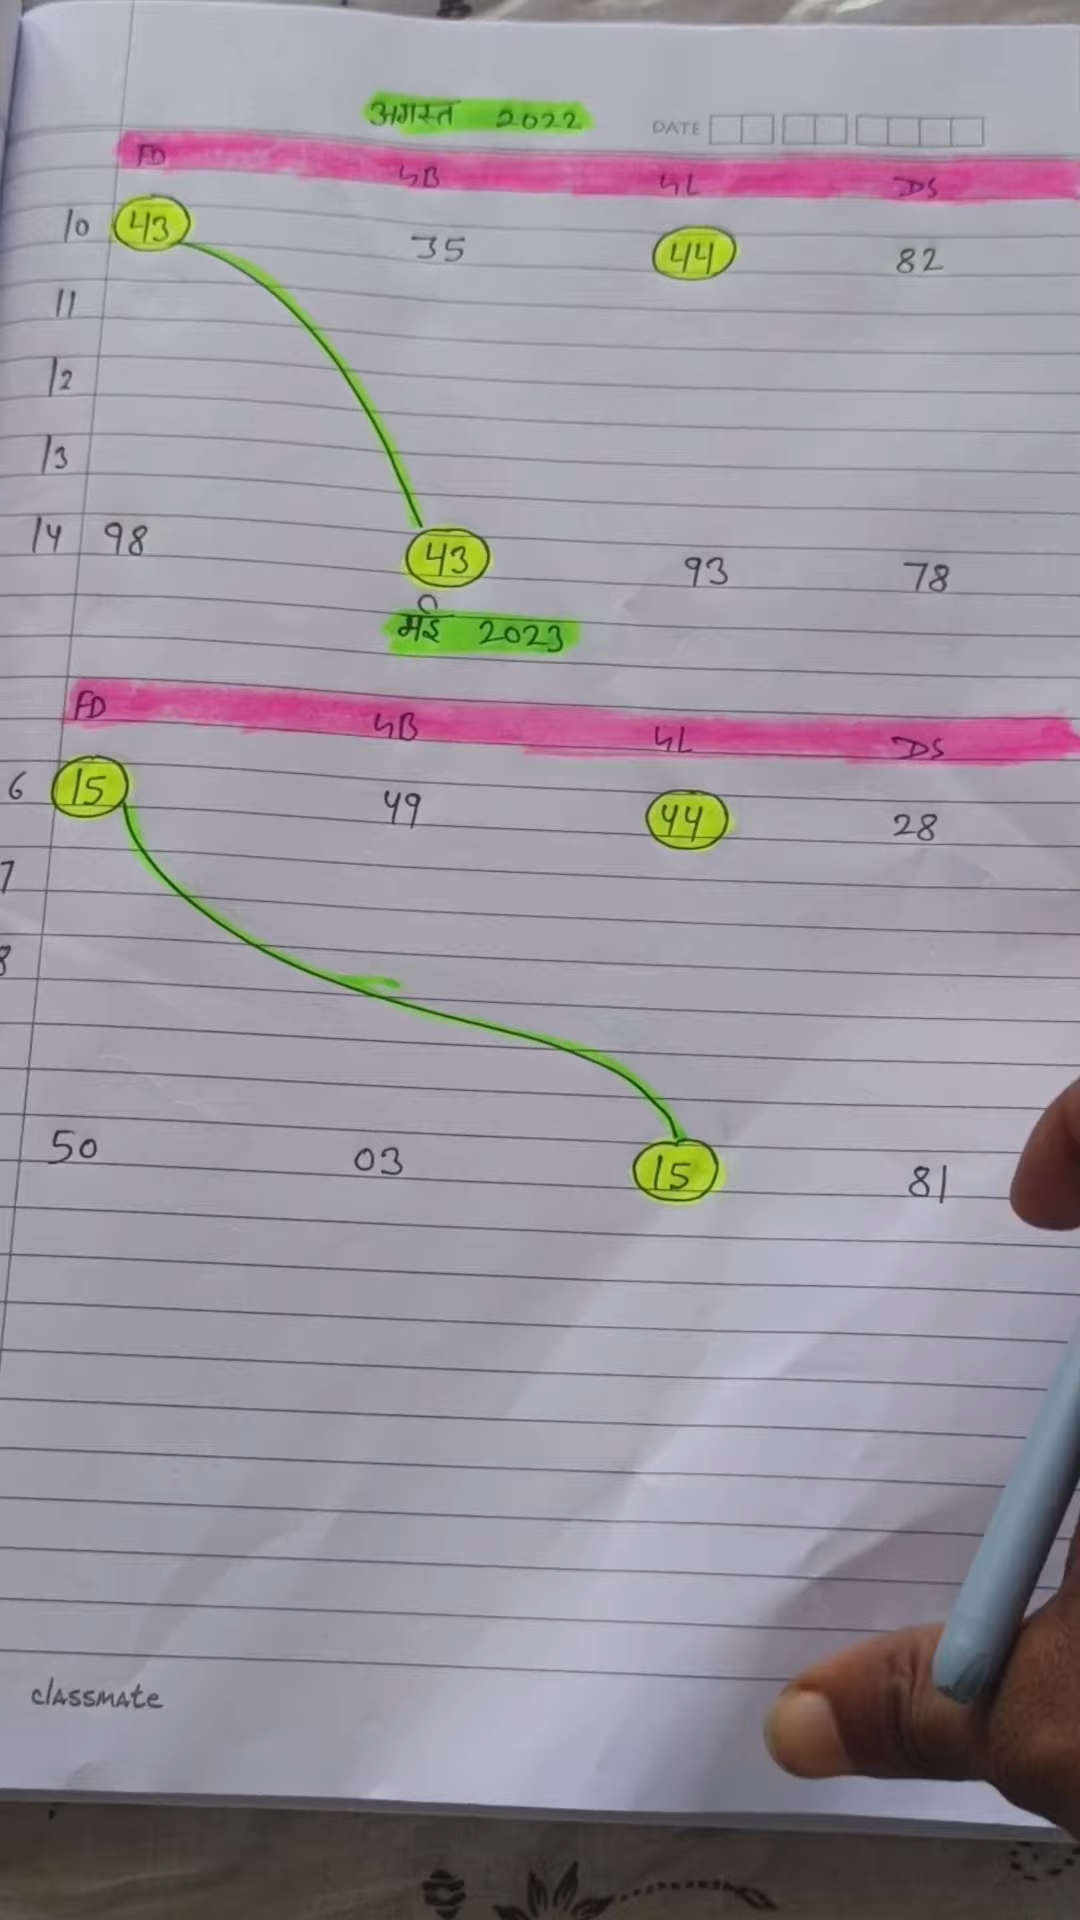 अगस्त 2022
DATE
FD GB GL DS
10 43 35 44 82
11
12
13
14 98 43 93 78
मई 2023
FD GB GL DS
6 15 49 44 28
7
8
50 03 15 81
classmate